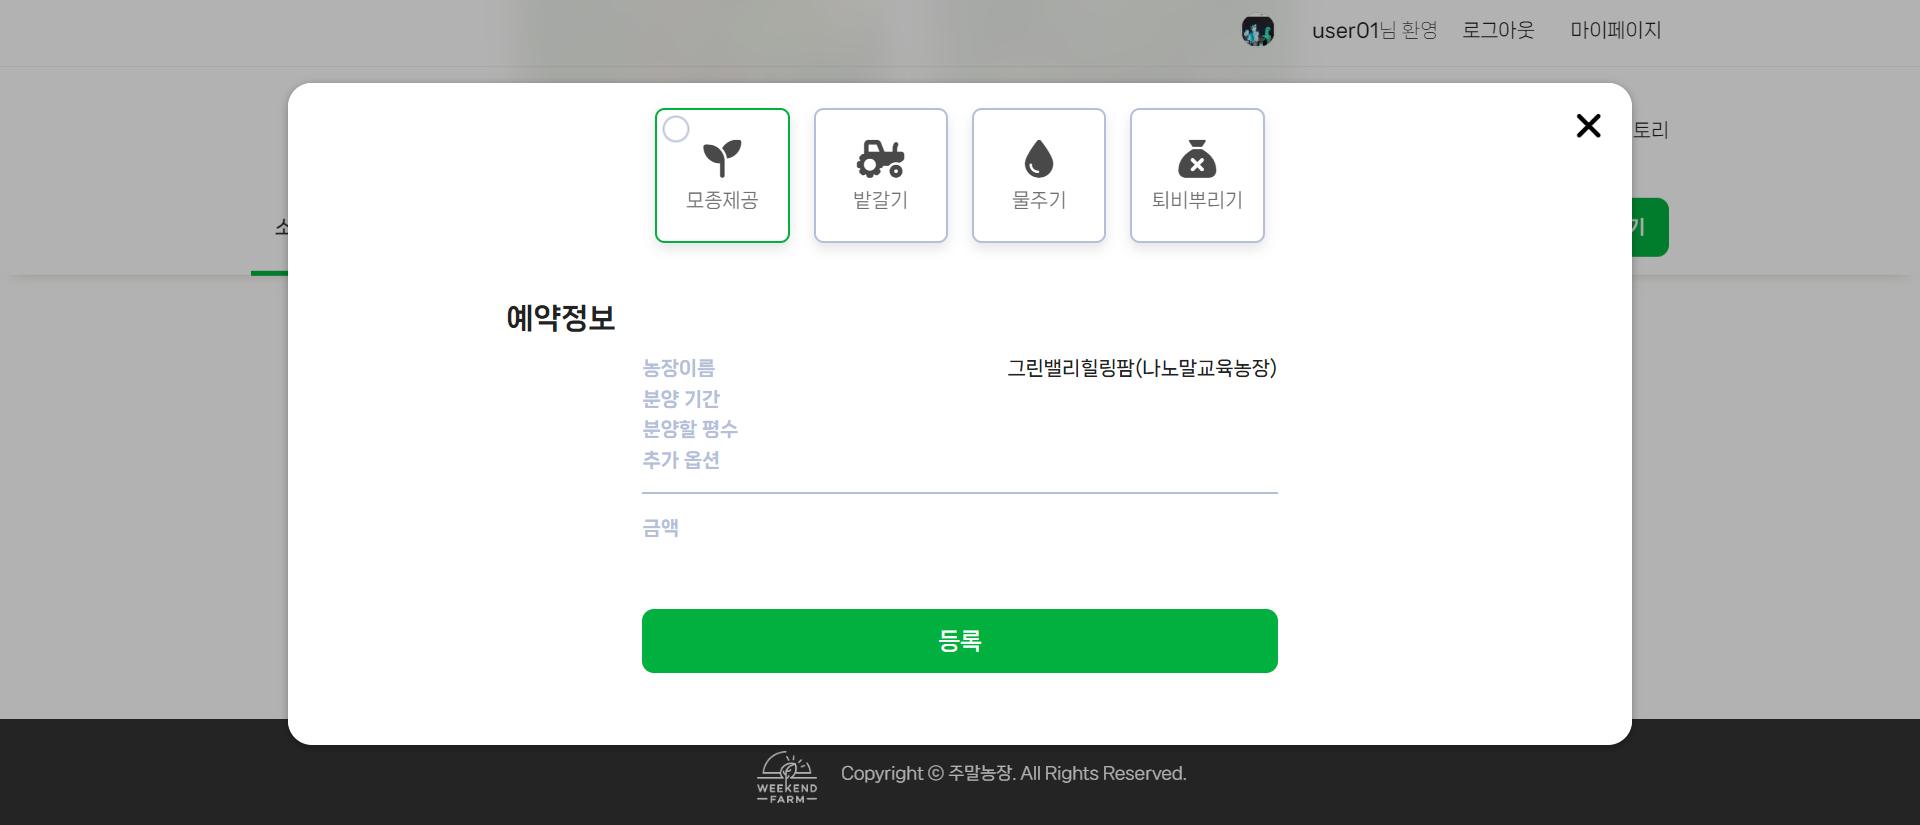 user01님 환영 로그아웃 마이페이지
토리
모종제공 밭갈기 물주기 퇴비뿌리기
소
기
예약정보
농장이름 그린밸리힐링팜(나노말교육농장)
분양 기간
분양할 평수
추가 옵션
금액
등록
WEEKEND
FARM
Copyright © 주말농장. All Rights Reserved.